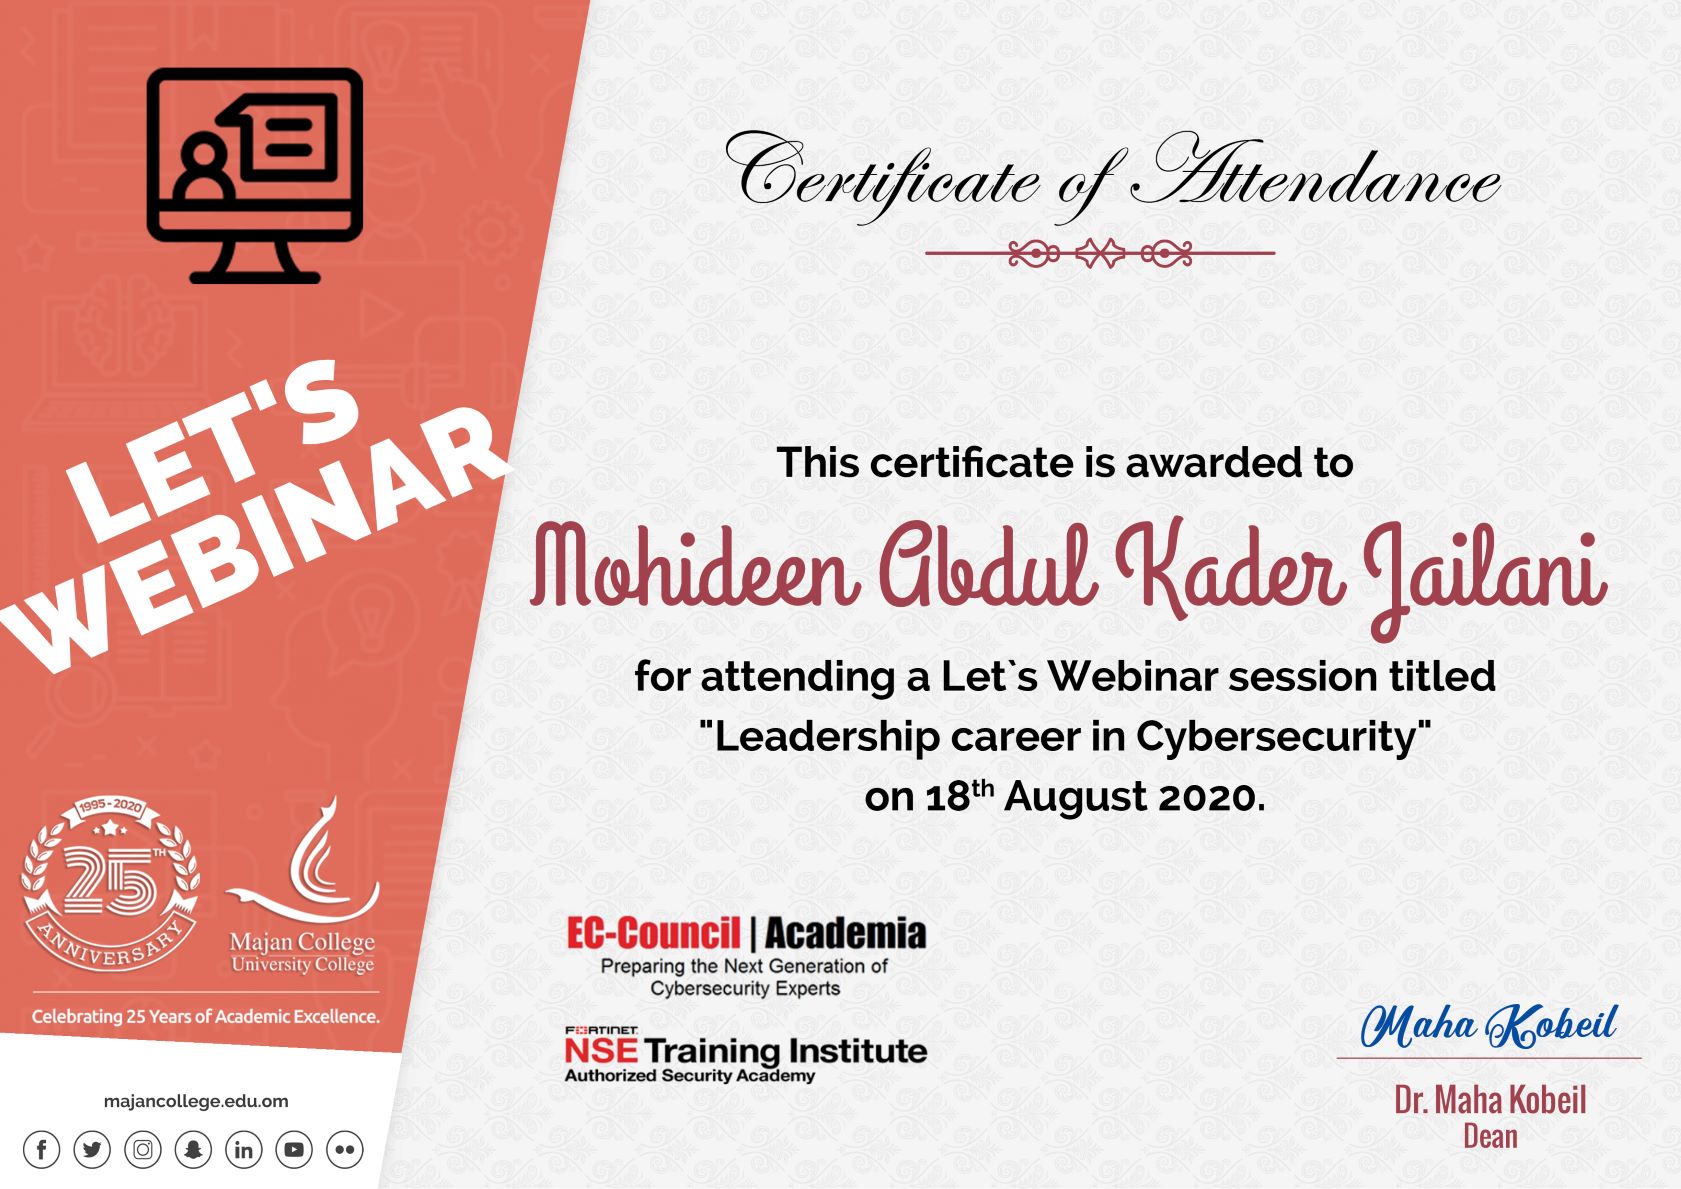 Certificate of Attendance
LET'S
WEBINAR
This certificate is awarded to
Mohideen Abdul Kader Jailani
for attending a Let`s Webinar session titled
"Leadership career in Cybersecurity"
on 18th August 2020.
1995 - 2020
25TH
ANNIVERSARY
Majan College
University College
Celebrating 25 Years of Academic Excellence.
majancollege.edu.om
EC-Council | Academia
Preparing the Next Generation of
Cybersecurity Experts
FORTINET
NSE Training Institute
Authorized Security Academy
Maha Kobeil
Dr. Maha Kobeil
Dean